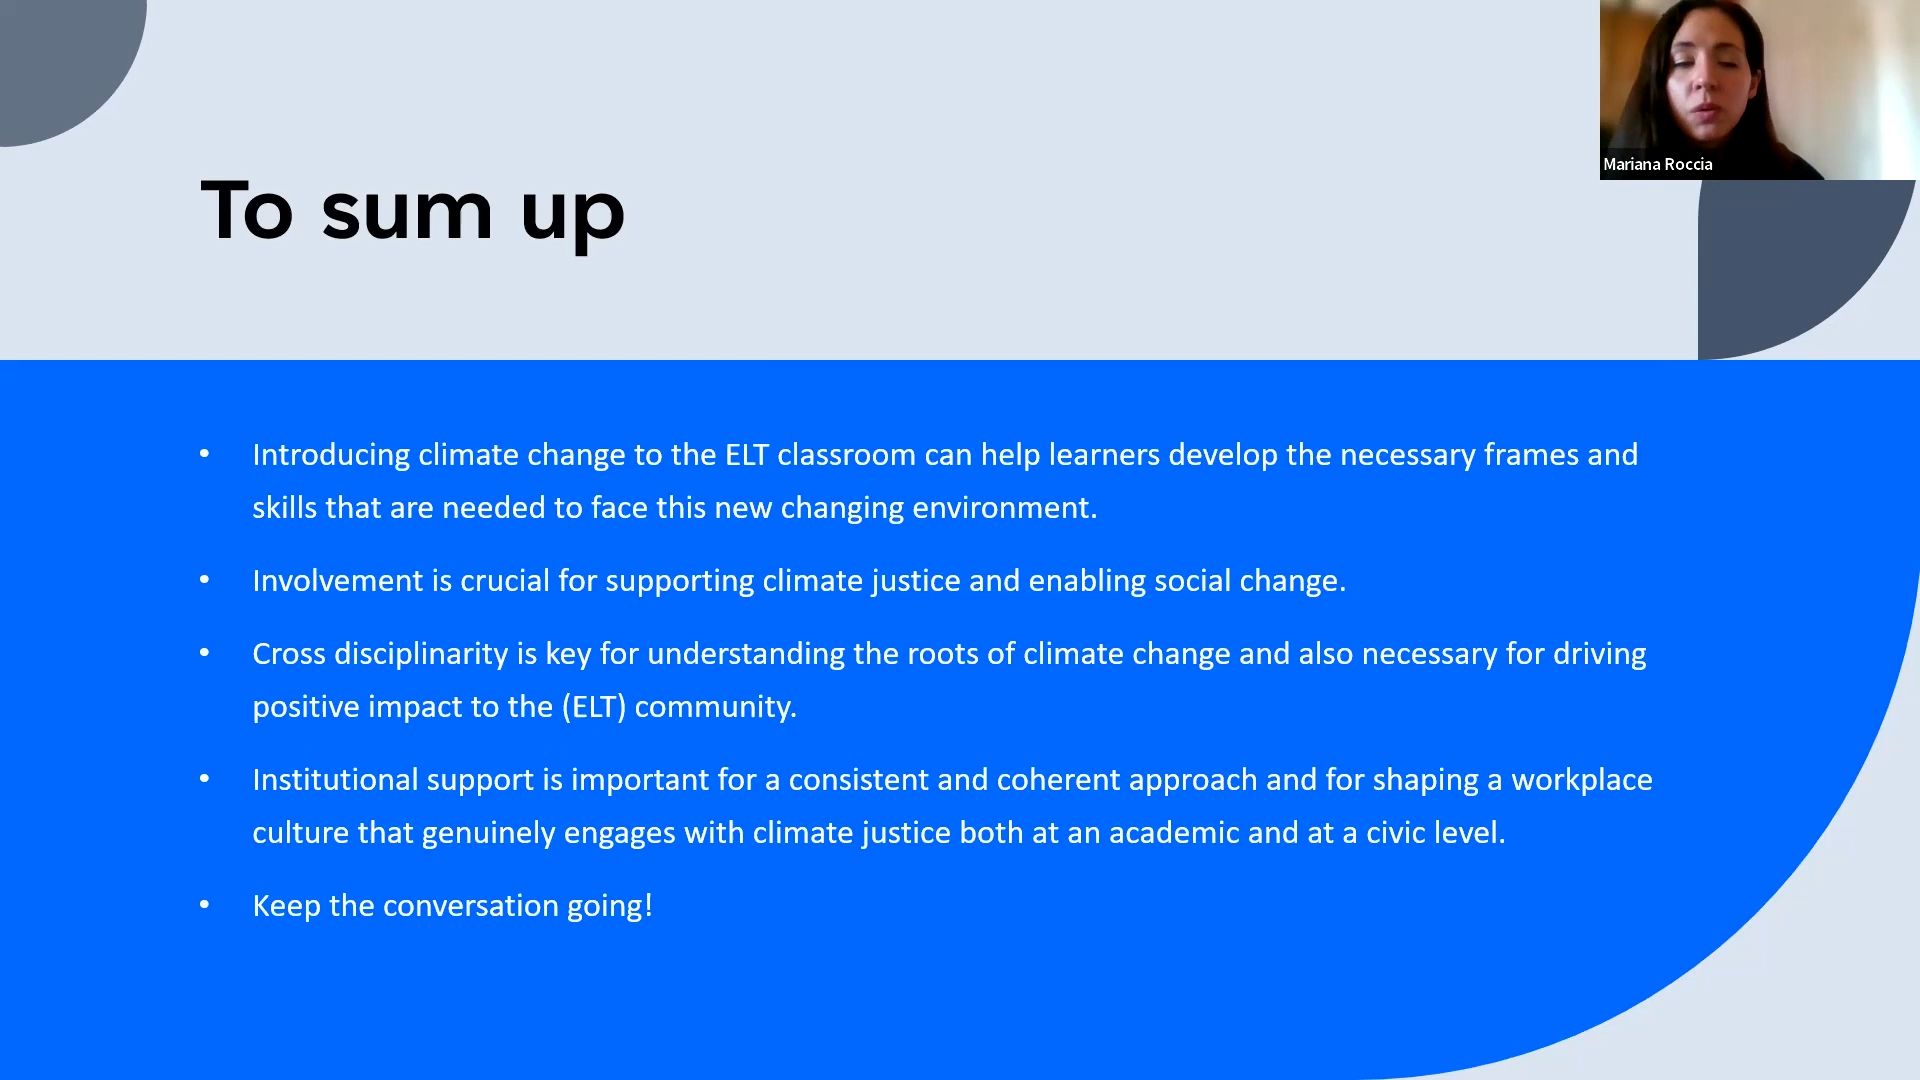 Mariana Roccia
To sum up
• Introducing climate change to the ELT classroom can help learners develop the necessary frames and
skills that are needed to face this new changing environment.
• Involvement is crucial for supporting climate justice and enabling social change.
• Cross disciplinarity is key for understanding the roots of climate change and also necessary for driving
positive impact to the (ELT) community.
• Institutional support is important for a consistent and coherent approach and for shaping a workplace
culture that genuinely engages with climate justice both at an academic and at a civic level.
• Keep the conversation going!